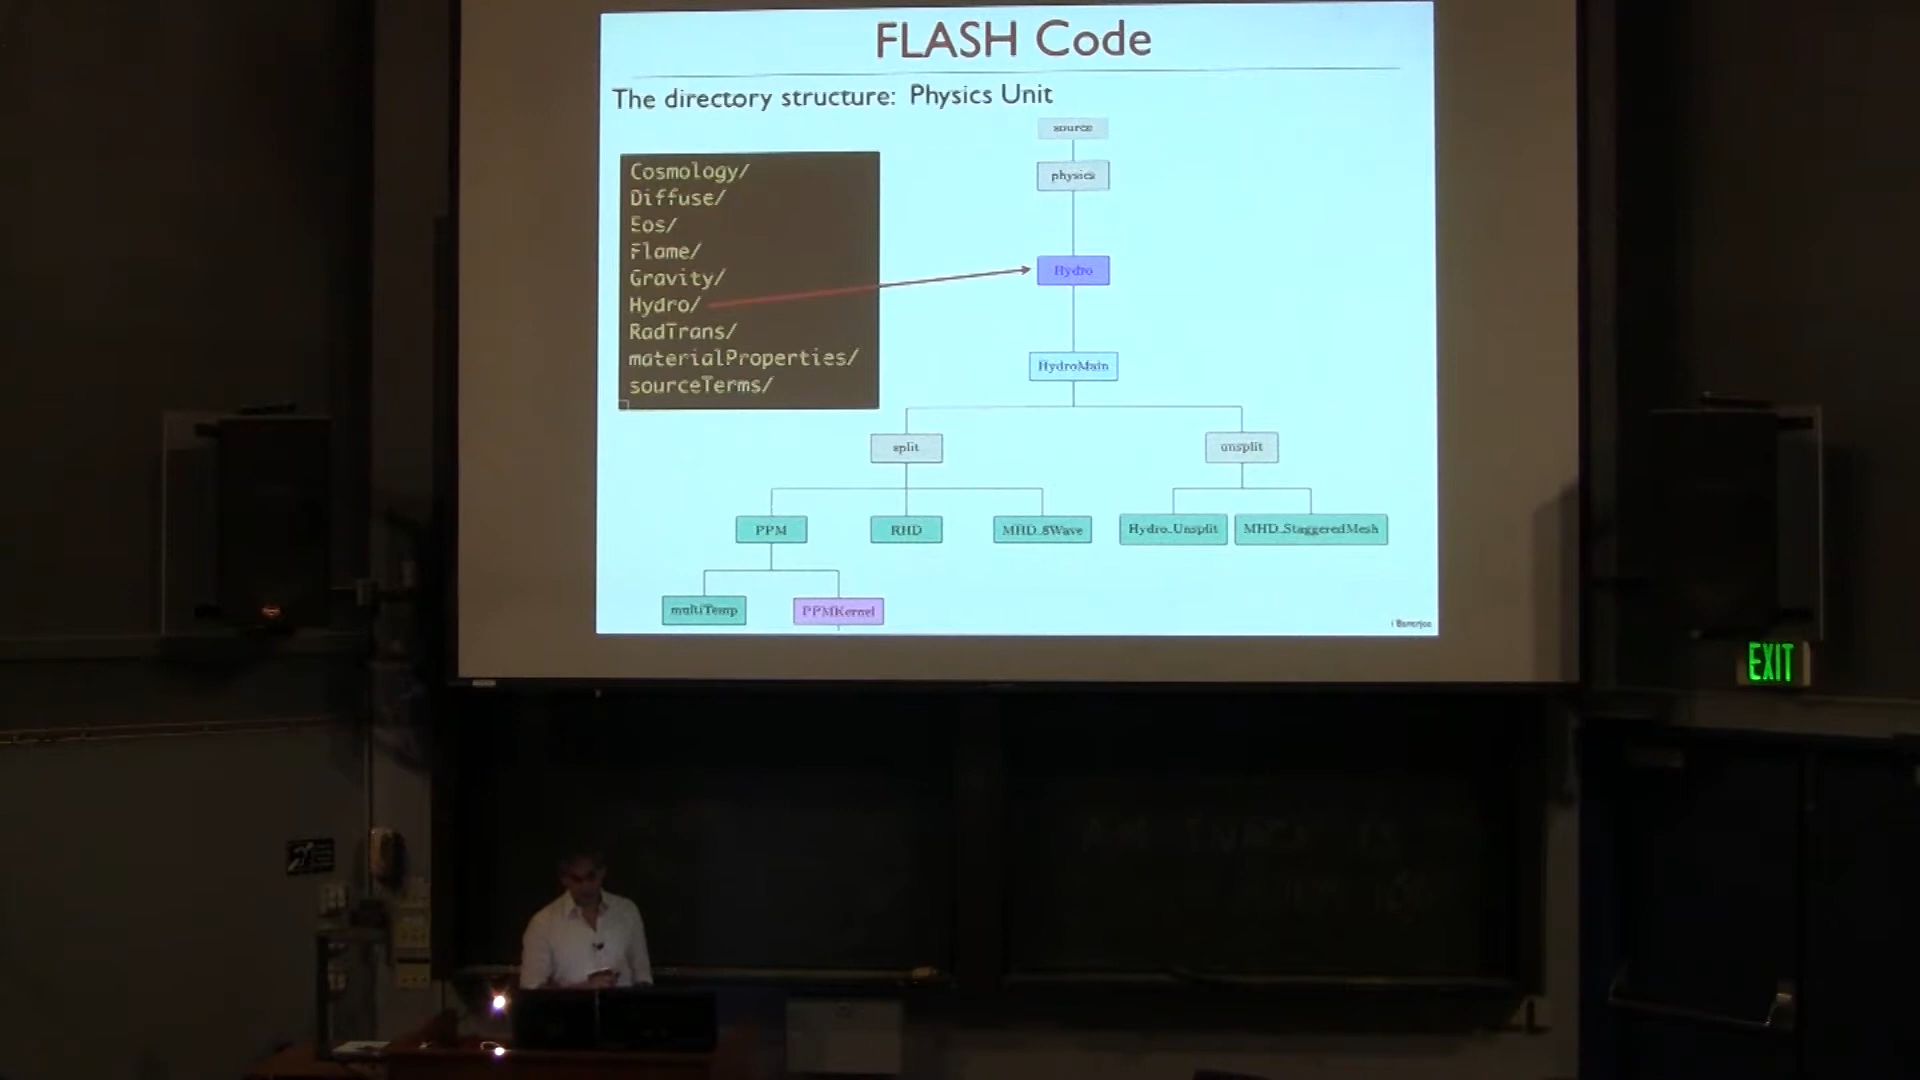 FLASH Code
The directory structure: Physics Unit
source
physics
Cosmology/
Diffuse/
Eos/
Flame/
Gravity/
Hydro/
RadTrans/
materialProperties/
sourceTerms/
Hydro
HydroMain
split
unsplit
PPM
RHD
MHD_8Wave
Hydro_Unsplit
MHD_StaggeredMesh
multiTemp
PPMKernel
Banerjee
EXIT